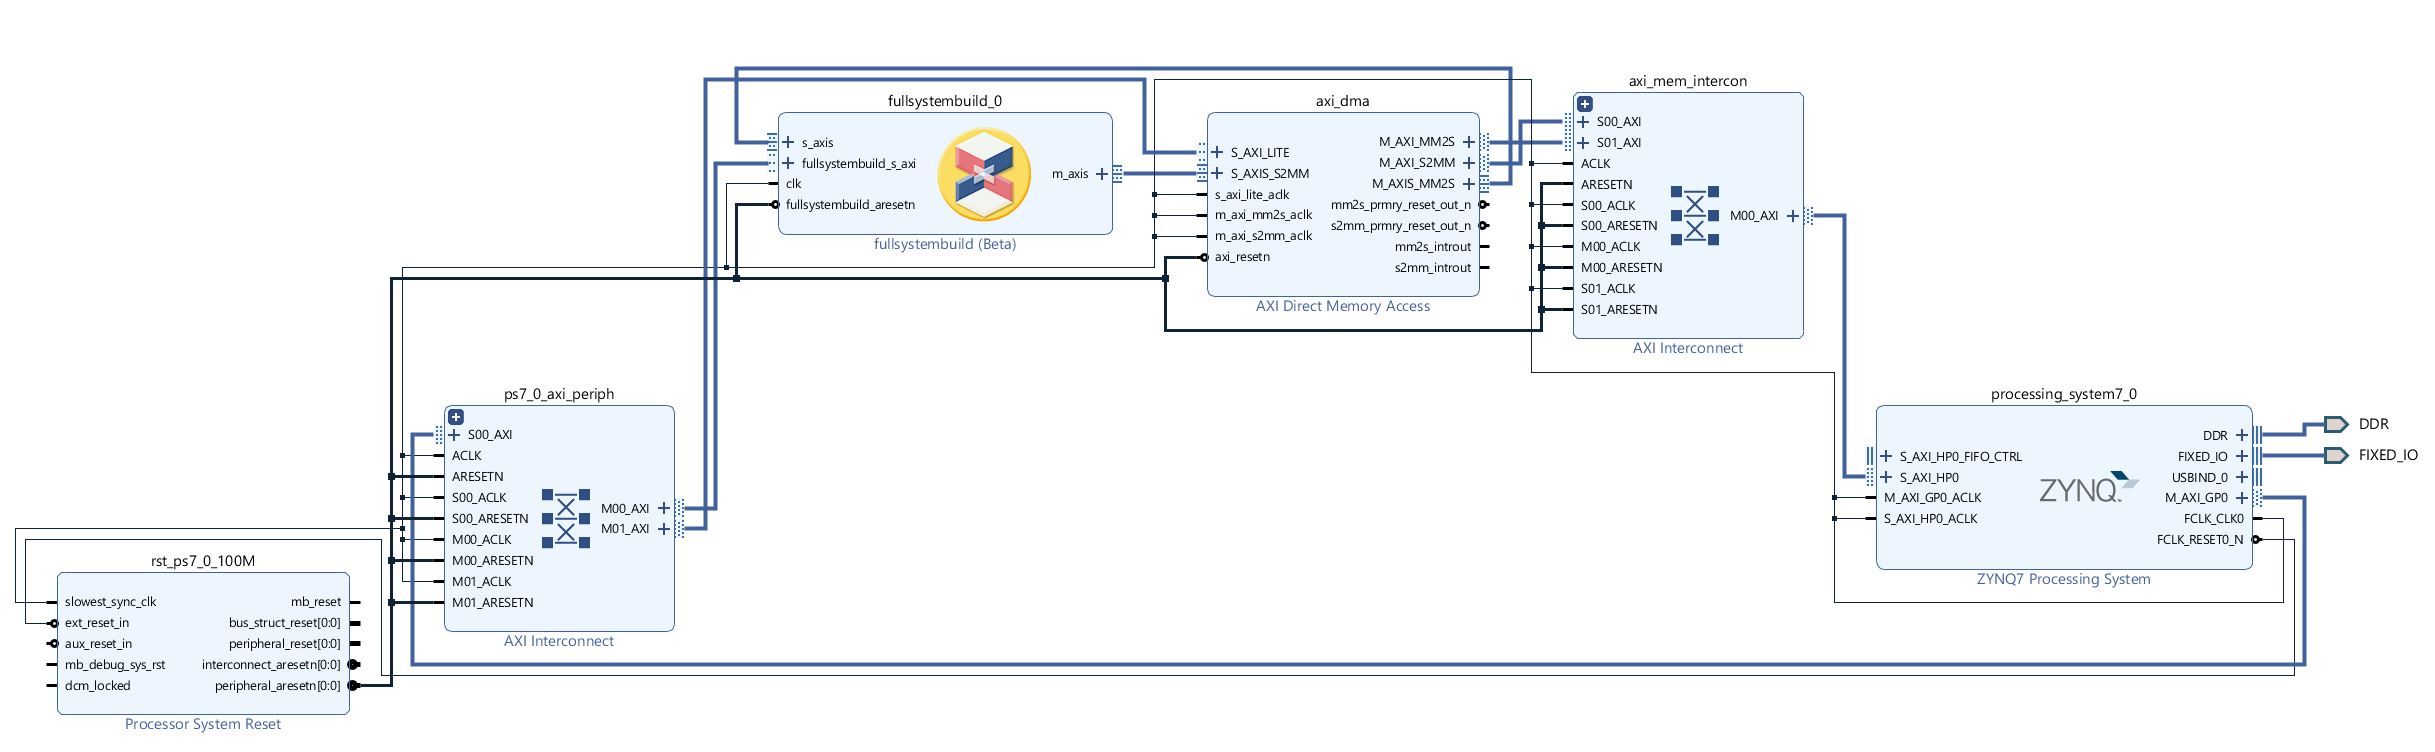 fullsystembuild_0
s_axis
fullsystembuild_s_axi
clk
fullsystembuild_aresetn
m_axis
fullsystembuild (Beta)
axi_dma
S_AXI_LITE
S_AXIS_S2MM
s_axi_lite_aclk
m_axi_mm2s_aclk
m_axi_s2mm_aclk
axi_resetn
M_AXI_MM2S
M_AXI_S2MM
M_AXIS_MM2S
mm2s_prmry_reset_out_n
s2mm_prmry_reset_out_n
mm2s_introut
s2mm_introut
AXI Direct Memory Access
axi_mem_intercon
S00_AXI
S01_AXI
ACLK
ARESETN
S00_ACLK
S00_ARESETN
M00_ACLK
M00_ARESETN
S01_ACLK
S01_ARESETN
M00_AXI
AXI Interconnect
ps7_0_axi_periph
S00_AXI
ACLK
ARESETN
S00_ACLK
S00_ARESETN
M00_ACLK
M00_ARESETN
M01_ACLK
M01_ARESETN
M00_AXI
M01_AXI
AXI Interconnect
processing_system7_0
S_AXI_HP0_FIFO_CTRL
S_AXI_HP0
M_AXI_GP0_ACLK
S_AXI_HP0_ACLK
ZYNQ
DDR
FIXED_IO
USBIND_0
M_AXI_GP0
FCLK_CLK0
FCLK_RESET0_N
ZYNQ7 Processing System
DDR
FIXED_IO
rst_ps7_0_100M
slowest_sync_clk
ext_reset_in
aux_reset_in
mb_debug_sys_rst
dcm_locked
mb_reset
bus_struct_reset[0:0]
peripheral_reset[0:0]
interconnect_aresetn[0:0]
peripheral_aresetn[0:0]
Processor System Reset